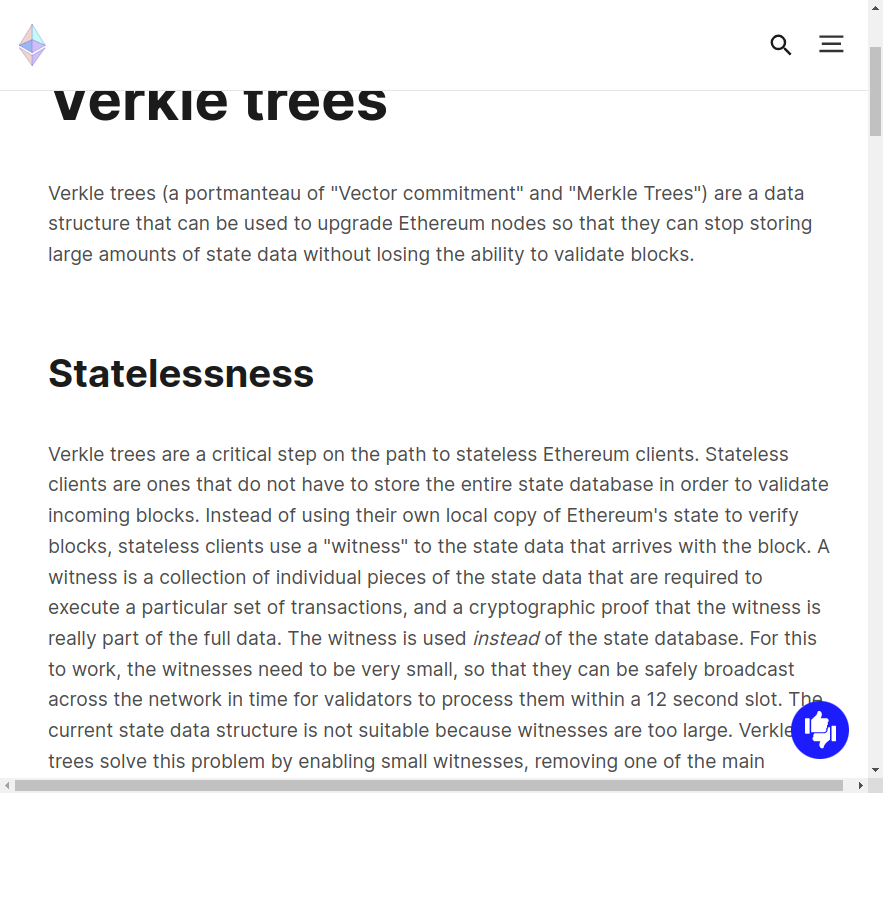 Verkle trees
Verkle trees (a portmanteau of "Vector commitment" and "Merkle Trees") are a data
structure that can be used to upgrade Ethereum nodes so that they can stop storing
large amounts of state data without losing the ability to validate blocks.
Statelessness
Verkle trees are a critical step on the path to stateless Ethereum clients. Stateless
clients are ones that do not have to store the entire state database in order to validate
incoming blocks. Instead of using their own local copy of Ethereum's state to verify
blocks, stateless clients use a "witness" to the state data that arrives with the block. A
witness is a collection of individual pieces of the state data that are required to
execute a particular set of transactions, and a cryptographic proof that the witness is
really part of the full data. The witness is used instead of the state database. For this
to work, the witnesses need to be very small, so that they can be safely broadcast
across the network in time for validators to process them within a 12 second slot. The
current state data structure is not suitable because witnesses are too large. Verkle
trees solve this problem by enabling small witnesses, removing one of the main